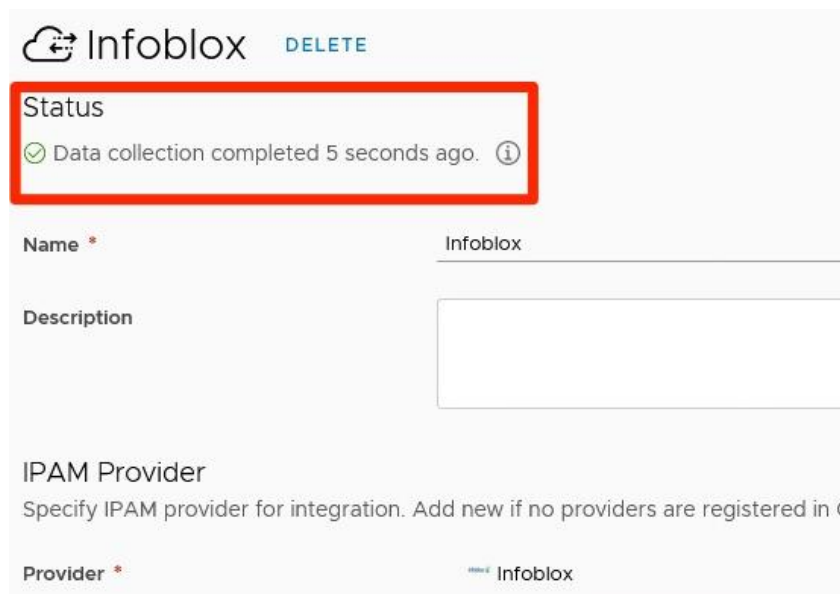 Infoblox DELETE
Status
Data collection completed 5 seconds ago.
Name *
Infoblox
Description
IPAM Provider
Specify IPAM provider for integration. Add new if no providers are registered in
Provider *
Infoblox